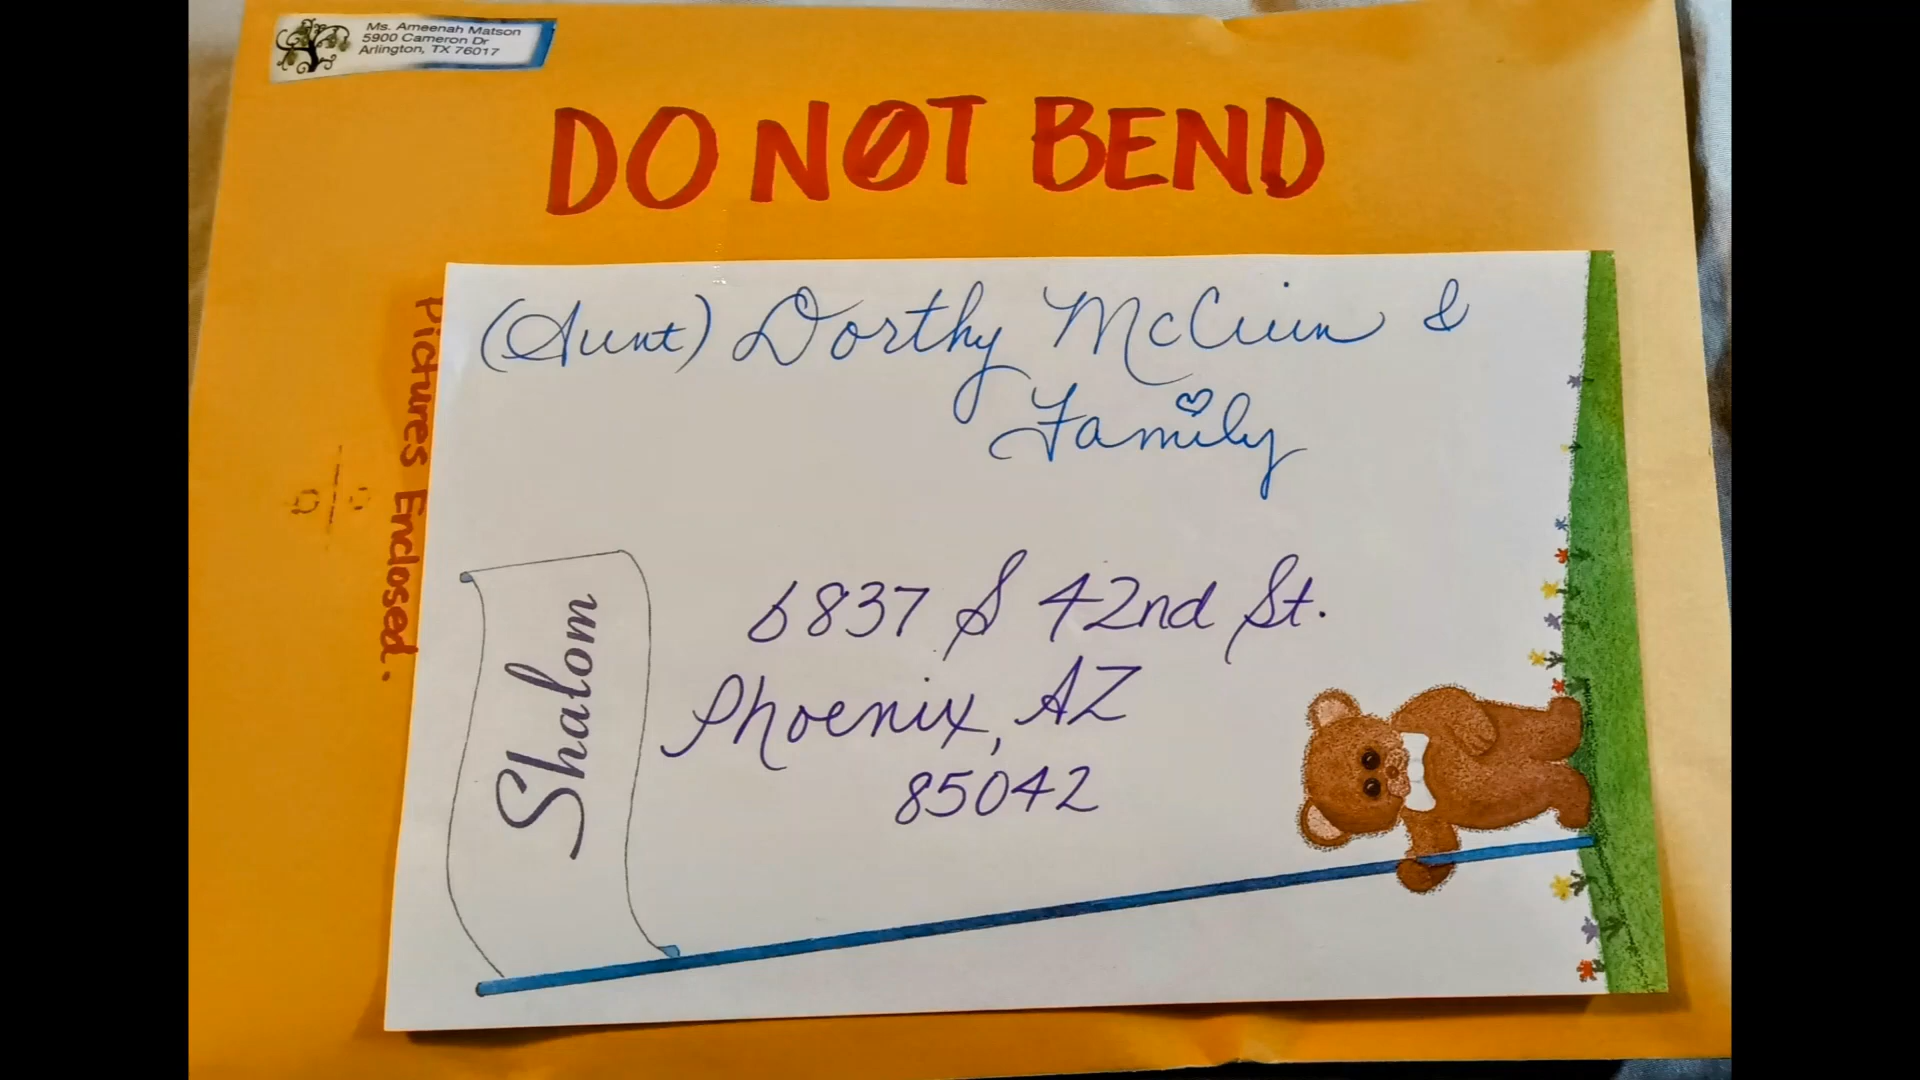 Ms. Ameenah Matson
5900 Cameron Dr
Arlington, TX 76017
DO NOT BEND
Pictures Enclosed.
(Aunt) Dorthy McCiun &
Family
Shalom
6837 S 42nd St.
Phoenix, AZ
85042